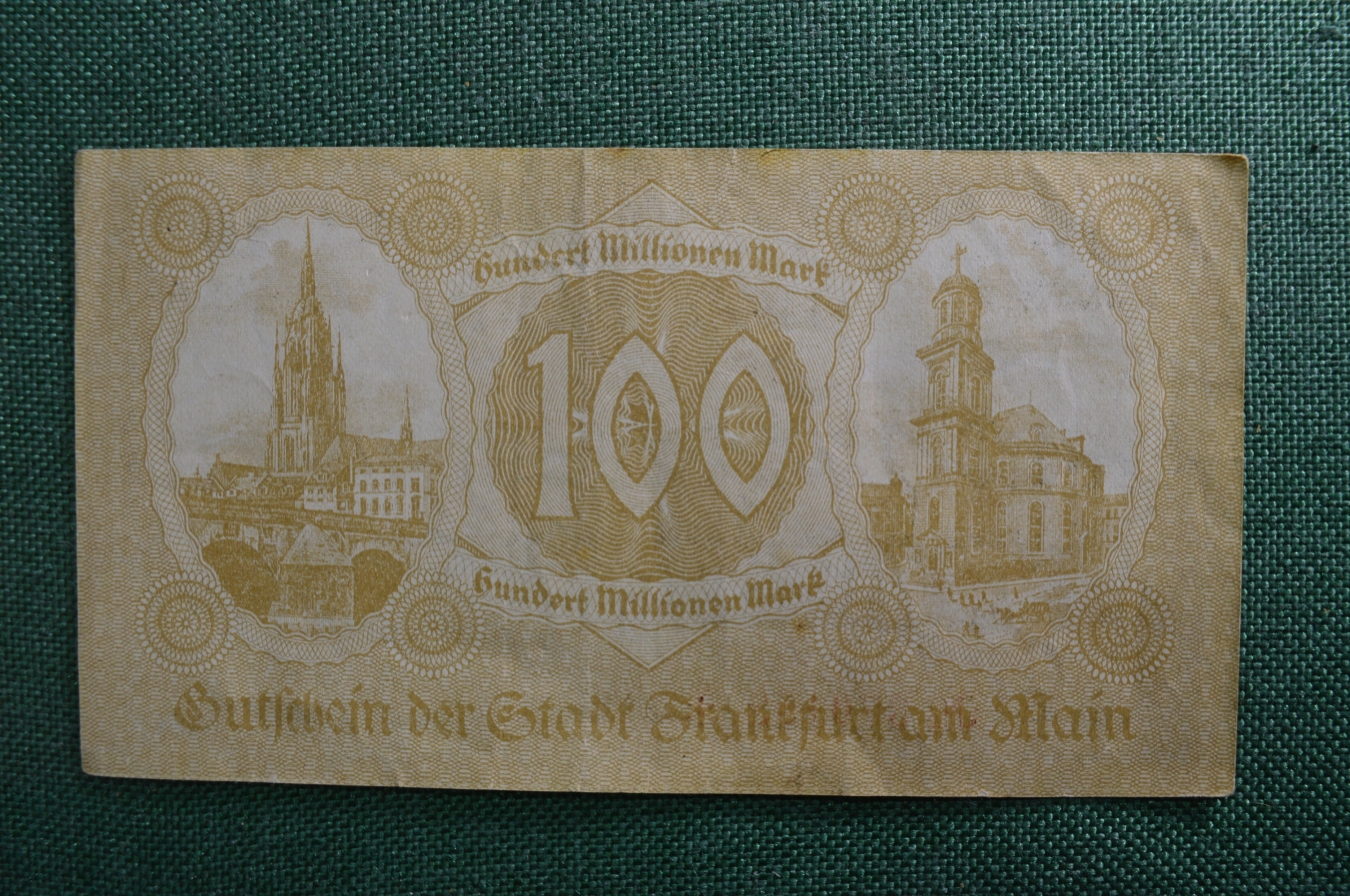 Hundert Millionen Mark
100
Hundert Millionen Mark
Gutschein der Stadt Frankfurt am Main